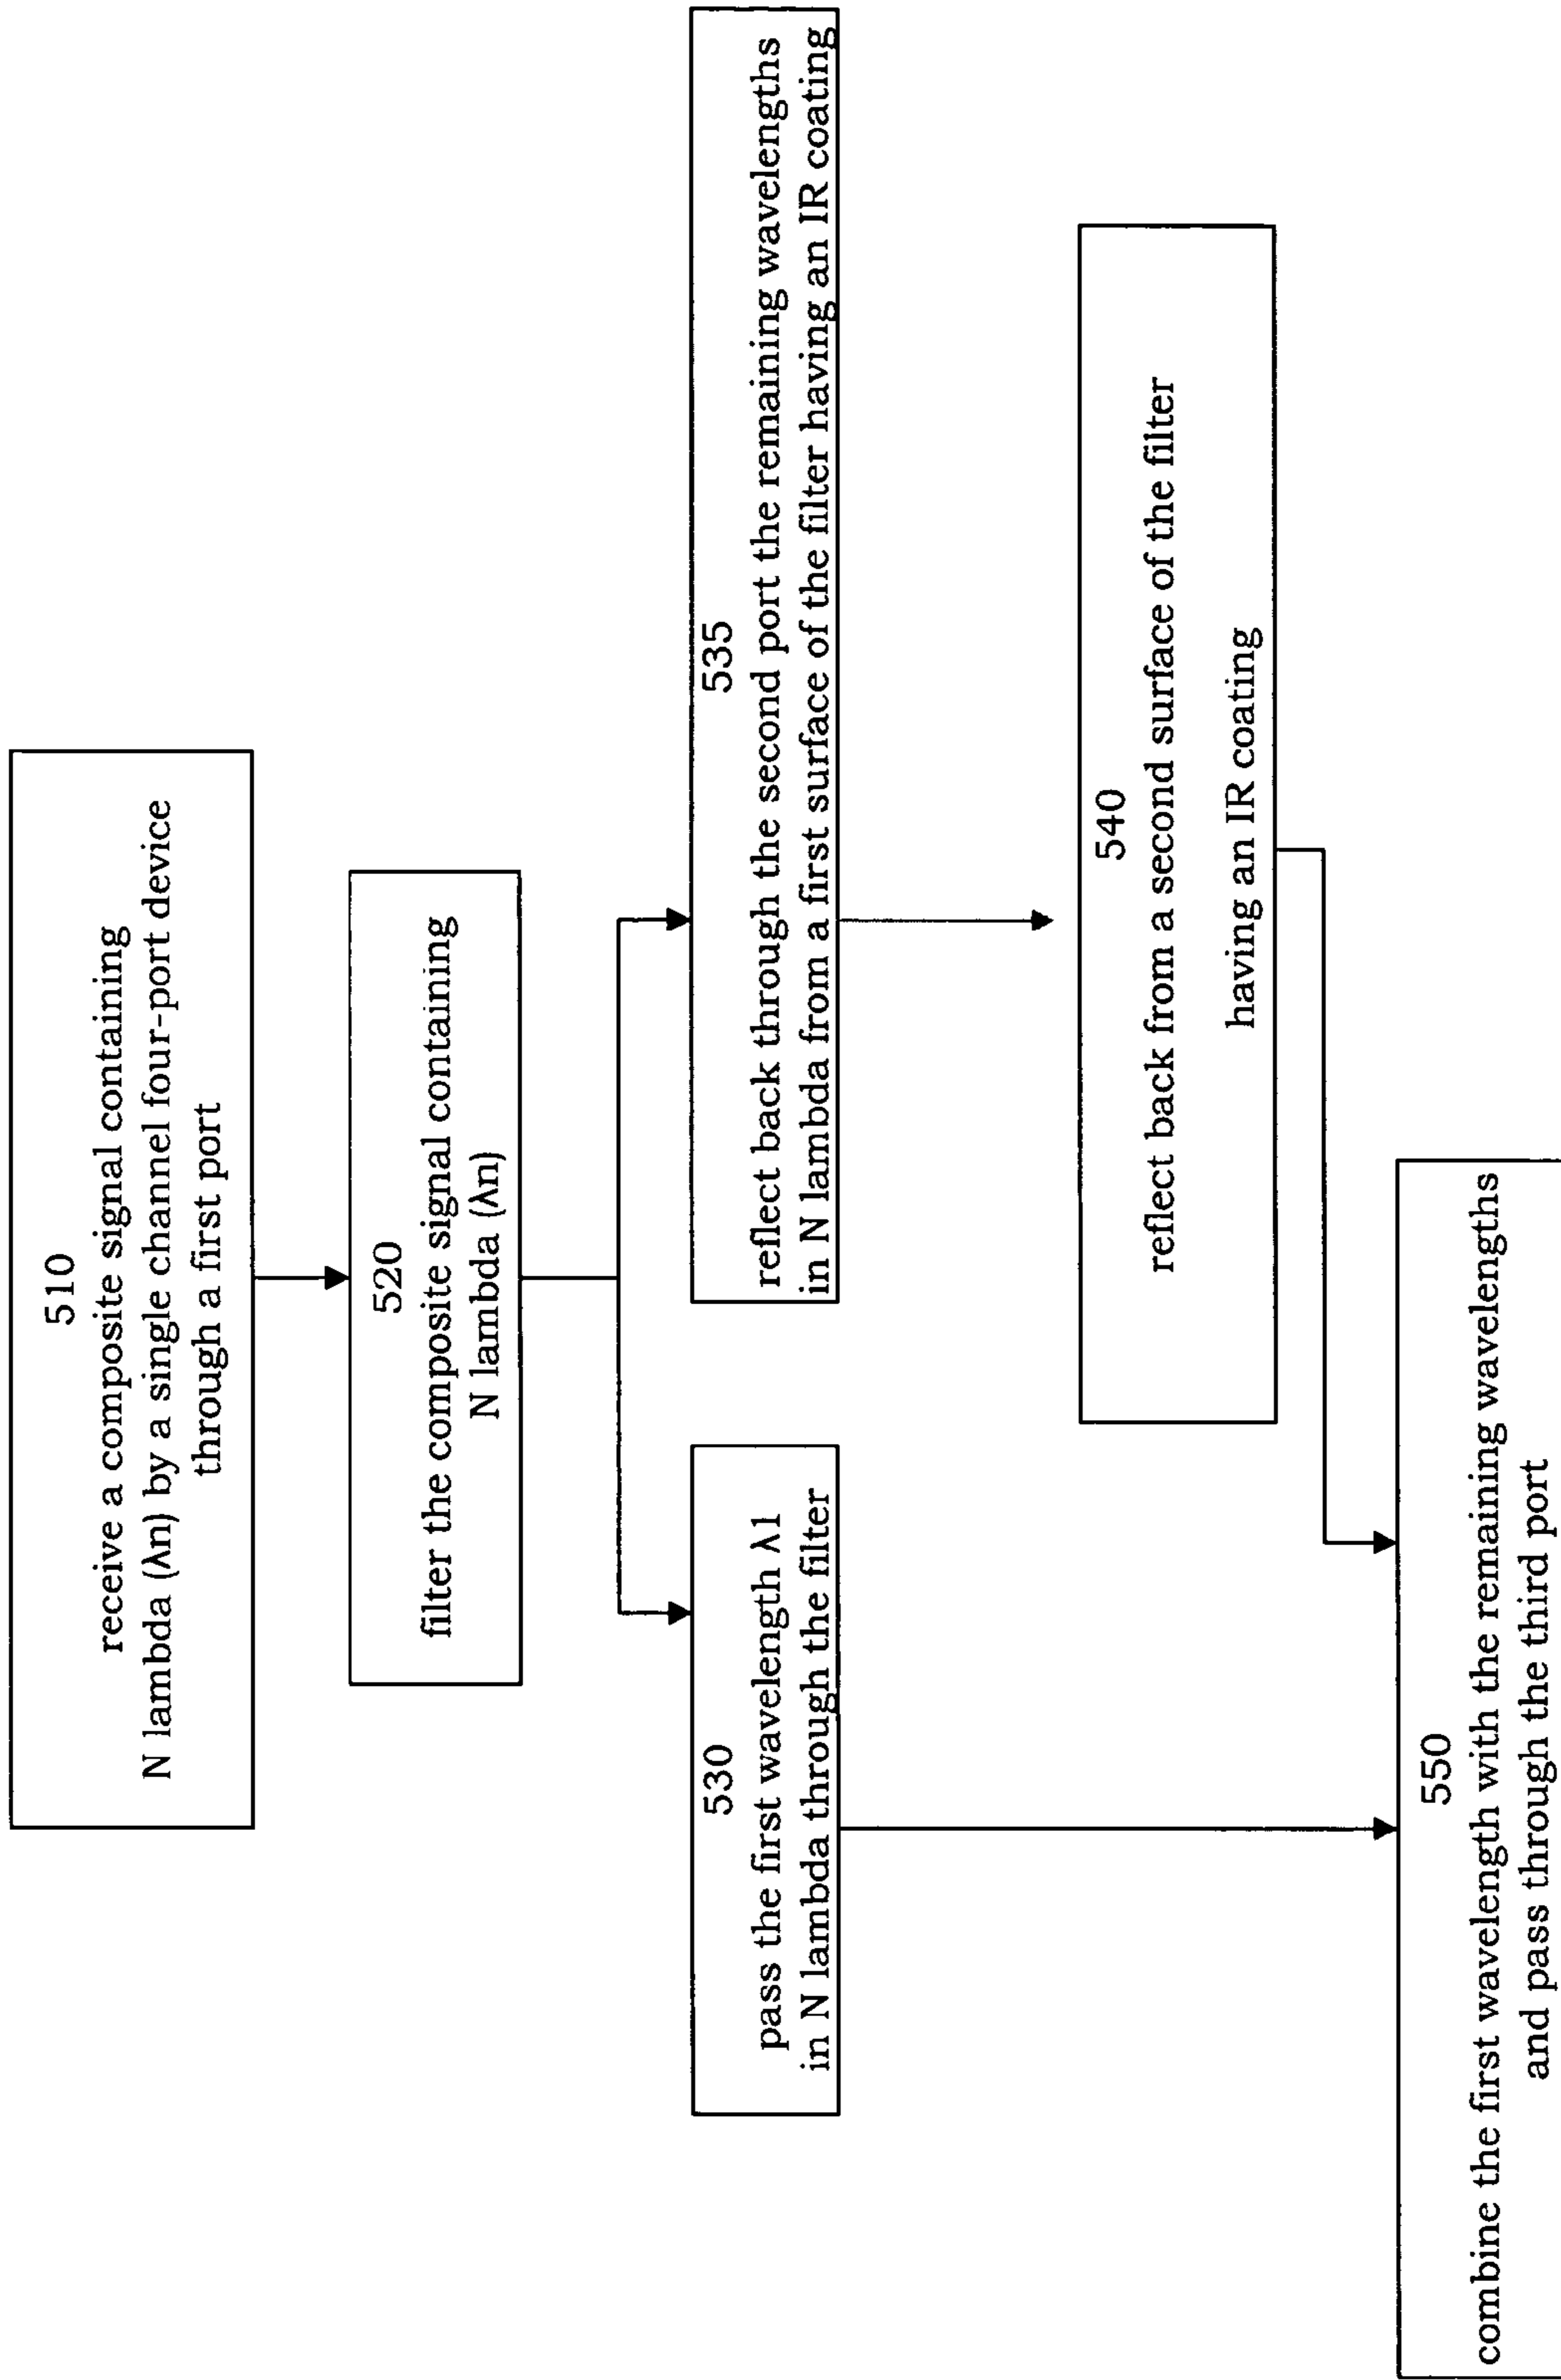 510
receive a composite signal containing
N lambda (λn) by a single channel four-port device
through a first port
520
filter the composite signal containing
N lambda (λn)
530
pass the first wavelength λ1
in N lambda through the filter
535
reflect back through the second port the remaining wavelengths
in N lambda from a first surface of the filter having an IR coating
540
reflect back from a second surface of the filter
having an IR coating
550
combine the first wavelength with the remaining wavelengths
and pass through the third port